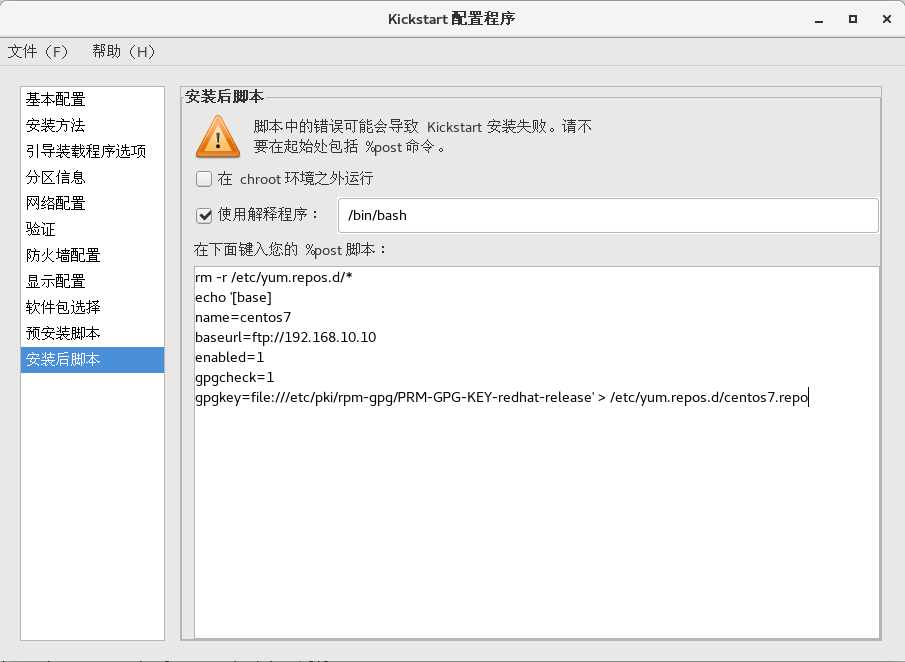 Kickstart 配置程序
文件（F） 帮助（H）
基本配置
安装方法
引导装载程序选项
分区信息
网络配置
验证
防火墙配置
显示配置
软件包选择
预安装脚本
安装后脚本
安装后脚本
脚本中的错误可能会导致 Kickstart 安装失败。请不
要在起始处包括 %post 命令。
在 chroot 环境之外运行
使用解释程序： /bin/bash
在下面键入您的 %post 脚本：
rm -r /etc/yum.repos.d/*
echo '[base]
name=centos7
baseurl=ftp://192.168.10.10
enabled=1
gpgcheck=1
gpgkey=file:///etc/pki/rpm-gpg/PRM-GPG-KEY-redhat-release' > /etc/yum.repos.d/centos7.repo